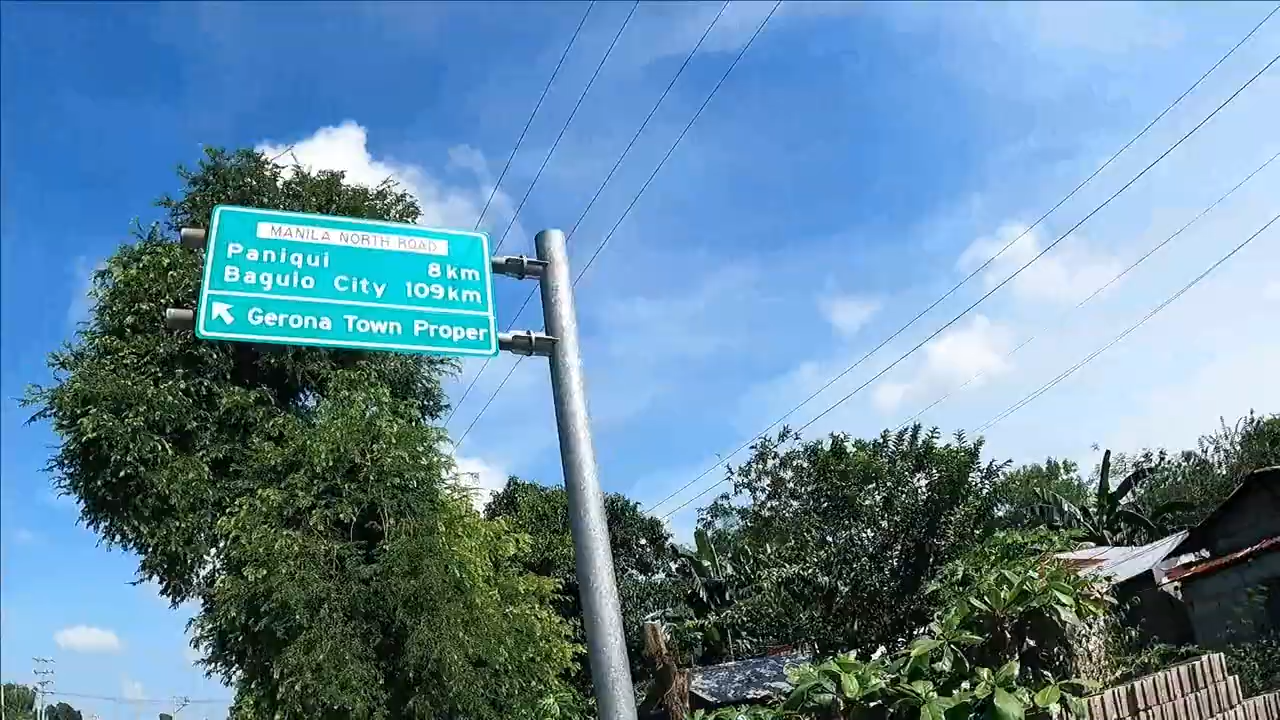 MANILA NORTH ROAD
Paniqui 8km
Baguio City 109km
Gerona Town Proper